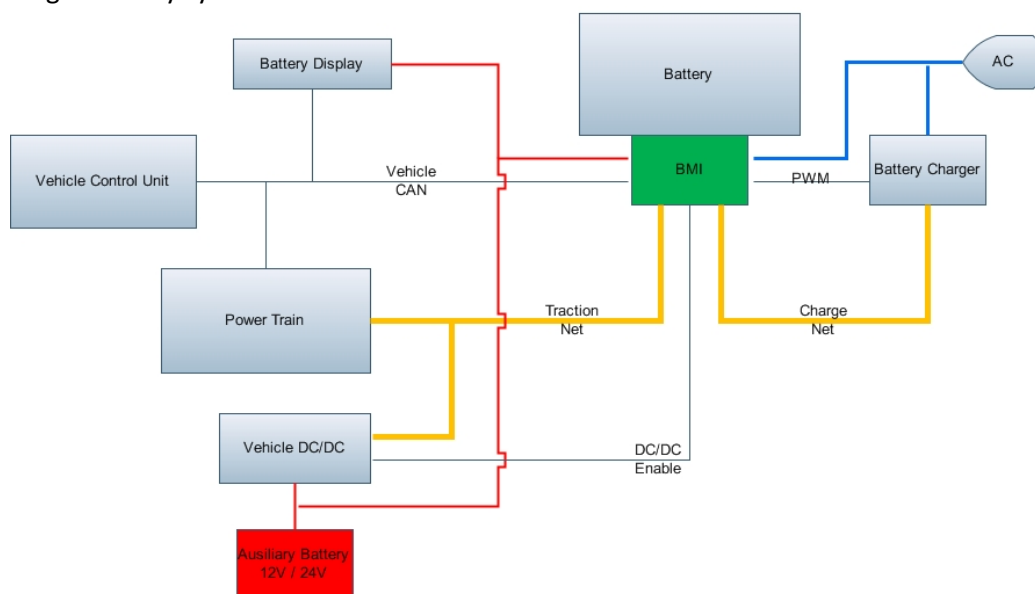 Battery Display
Battery
AC
Vehicle Control Unit
Vehicle
CAN
BMI
PWM
Battery Charger
Power Train
Traction
Net
Charge
Net
Vehicle DC/DC
DC/DC
Enable
Ausiliary Battery
12V / 24V